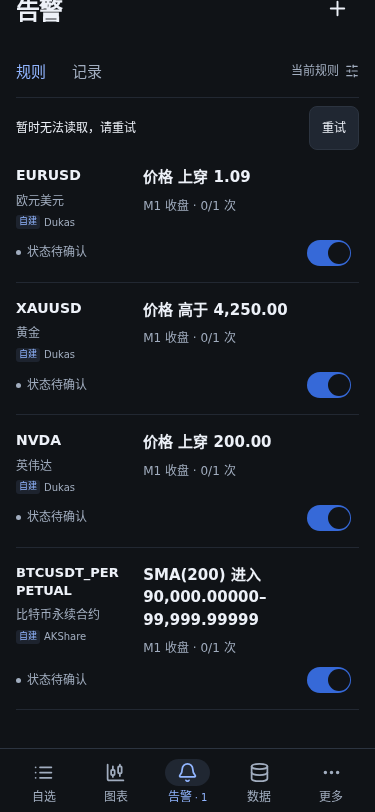 告警
规则 记录 当前规则
暂时无法读取，请重试 重试
EURUSD
欧元美元
自建 Dukas
价格 上穿 1.09
M1 收盘 · 0/1 次
状态待确认
XAUUSD
黄金
自建 Dukas
价格 高于 4,250.00
M1 收盘 · 0/1 次
状态待确认
NVDA
英伟达
自建 Dukas
价格 上穿 200.00
M1 收盘 · 0/1 次
状态待确认
BTCUSDT_PER
PETUAL
比特币永续合约
自建 AKShare
SMA(200) 进入
90,000.00000–
99,999.99999
M1 收盘 · 0/1 次
状态待确认
自选 图表 告警 · 1 数据 更多